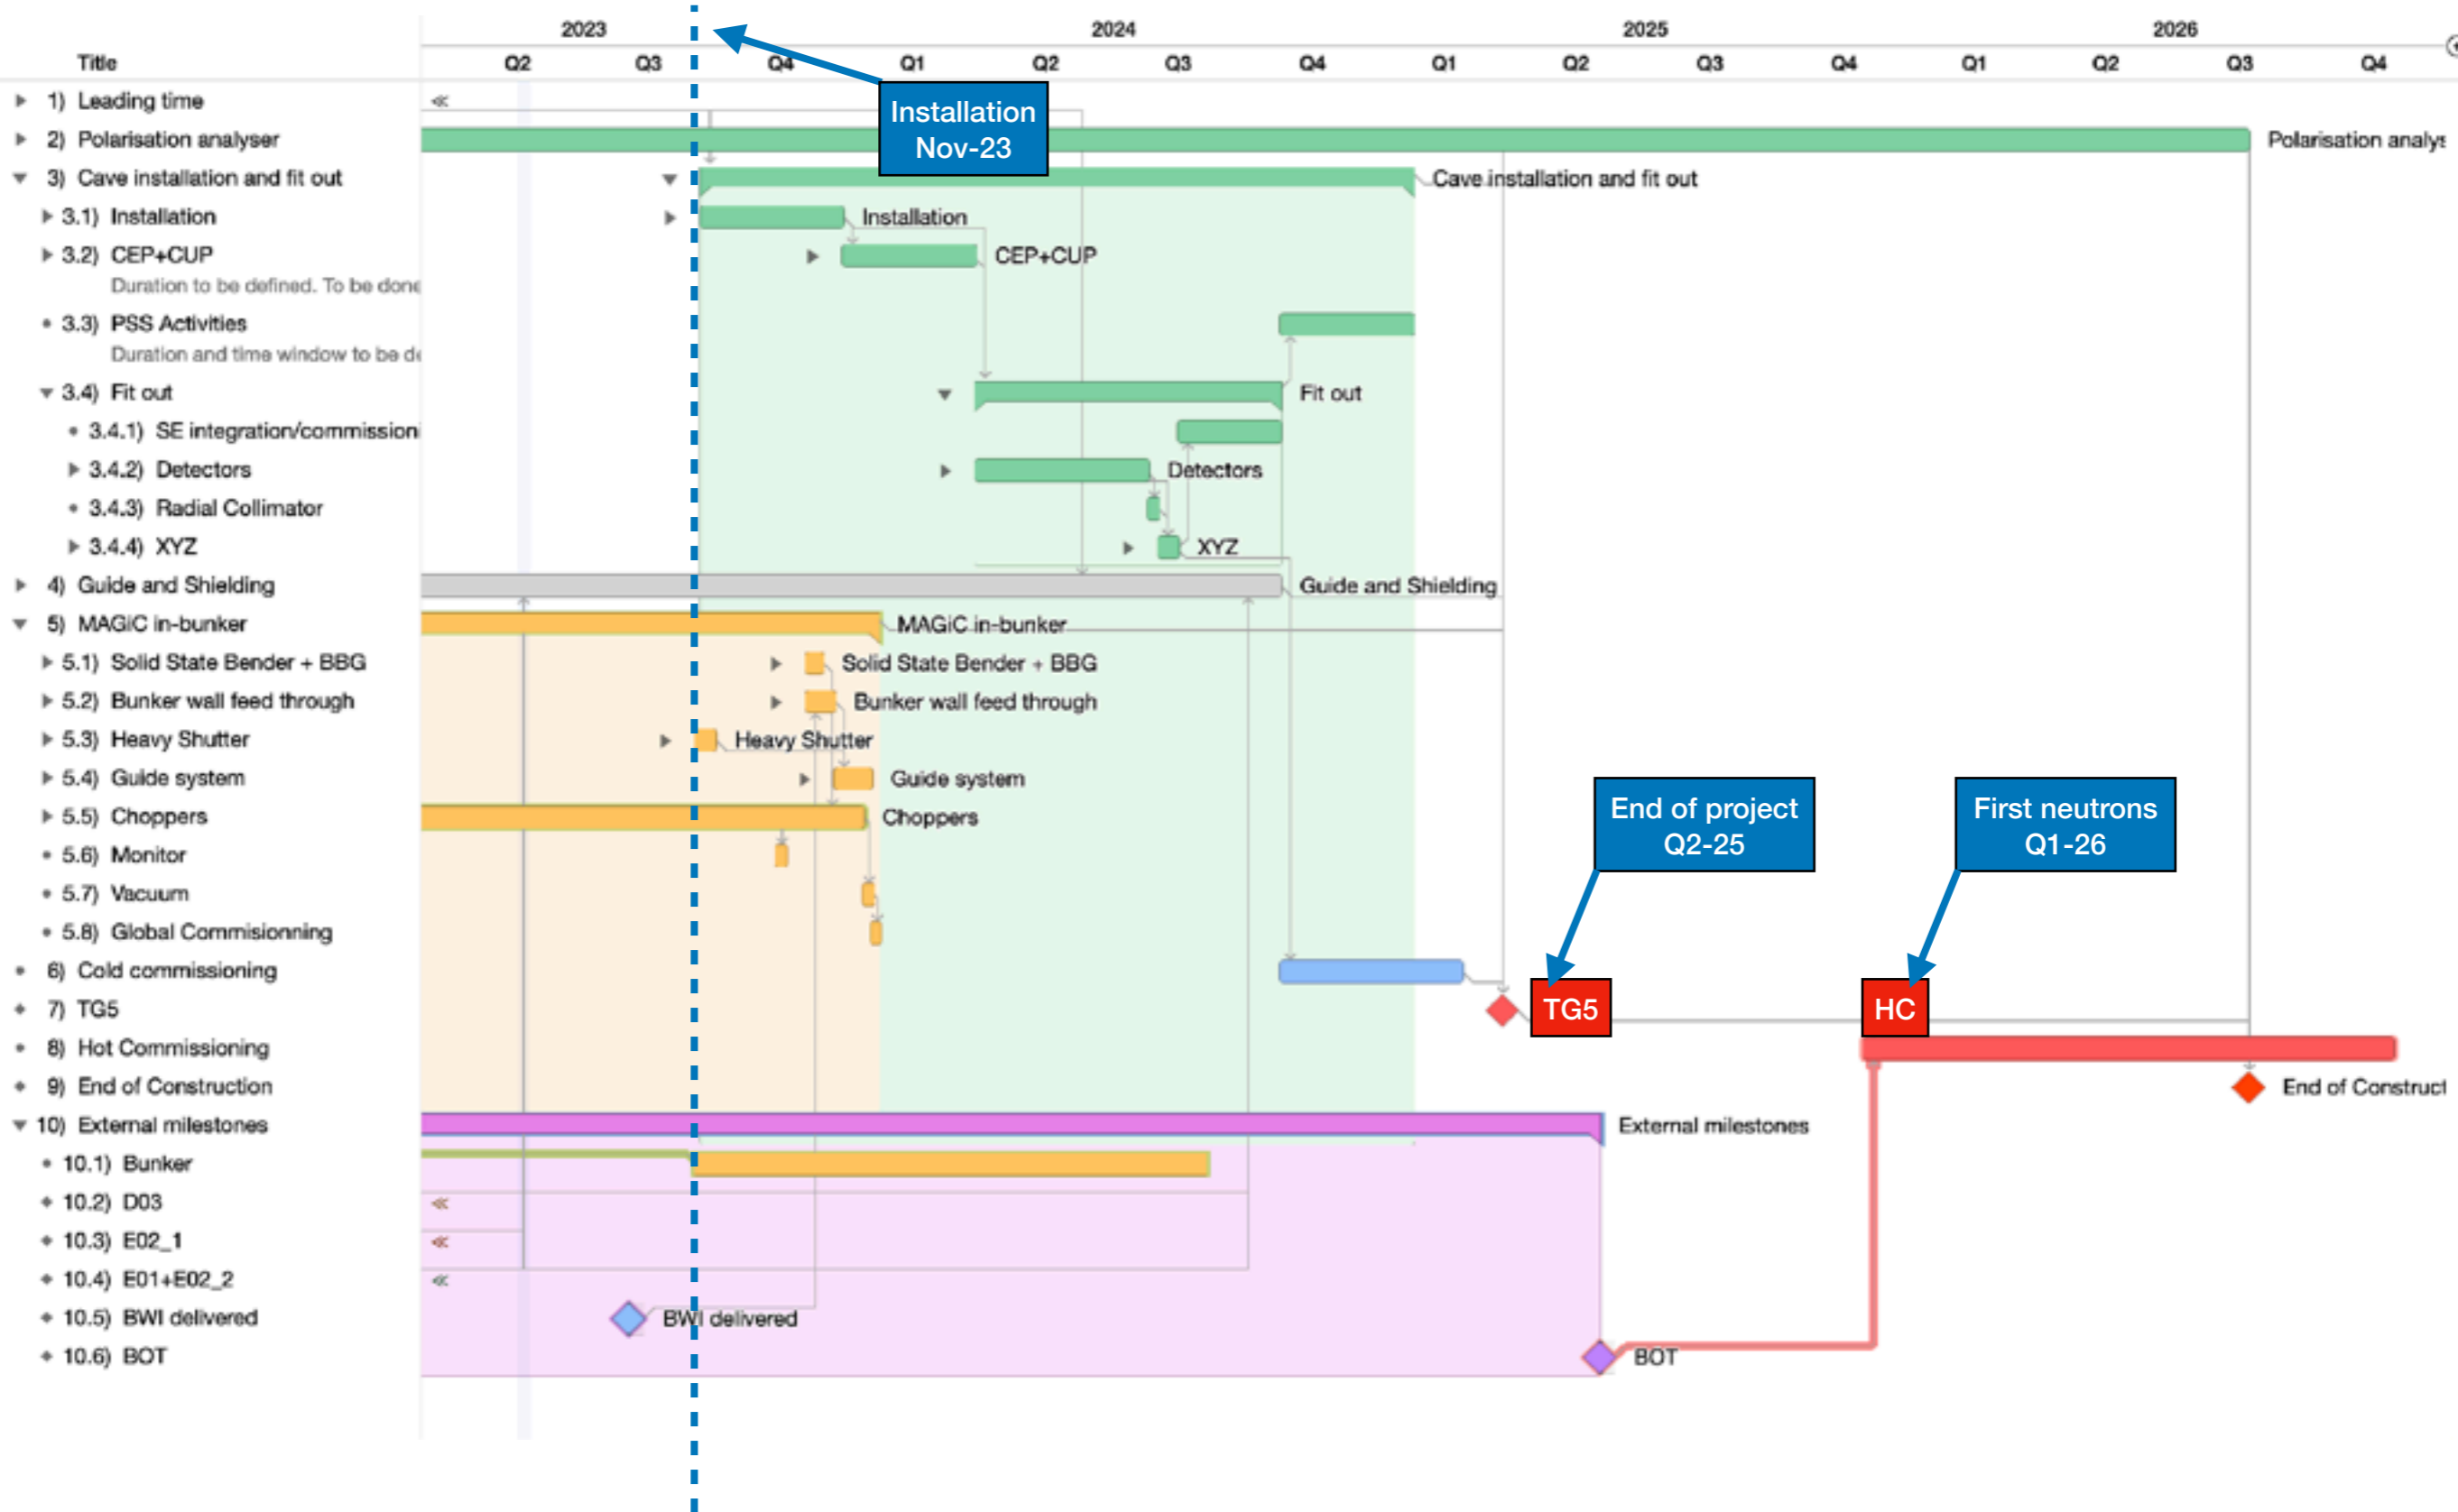 2023 2024 2025 2026
Title Q2 Q3 Q4 Q1 Q2 Q3 Q4 Q1 Q2 Q3 Q4 Q1 Q2 Q3 Q4
Installation
Nov-23
1) Leading time
2) Polarisation analyser Polarisation analys
3) Cave installation and fit out Cave installation and fit out
3.1) Installation Installation
3.2) CEP+CUP CEP+CUP
Duration to be defined. To be done
3.3) PSS Activities
Duration and time window to be de
3.4) Fit out Fit out
3.4.1) SE integration/commissioni
3.4.2) Detectors Detectors
3.4.3) Radial Collimator
3.4.4) XYZ XYZ
4) Guide and Shielding Guide and Shielding
5) MAGiC in-bunker MAGiC in-bunker
5.1) Solid State Bender + BBG Solid State Bender + BBG
5.2) Bunker wall feed through Bunker wall feed through
5.3) Heavy Shutter Heavy Shutter
5.4) Guide system Guide system
5.5) Choppers Choppers
End of project
Q2-25
First neutrons
Q1-26
5.6) Monitor
5.7) Vacuum
5.8) Global Commisionning
6) Cold commissioning
7) TG5 TG5 HC
8) Hot Commissioning
9) End of Construction End of Construct
10) External milestones External milestones
10.1) Bunker
10.2) D03
10.3) E02_1
10.4) E01+E02_2
10.5) BWI delivered BWI delivered
10.6) BOT BOT